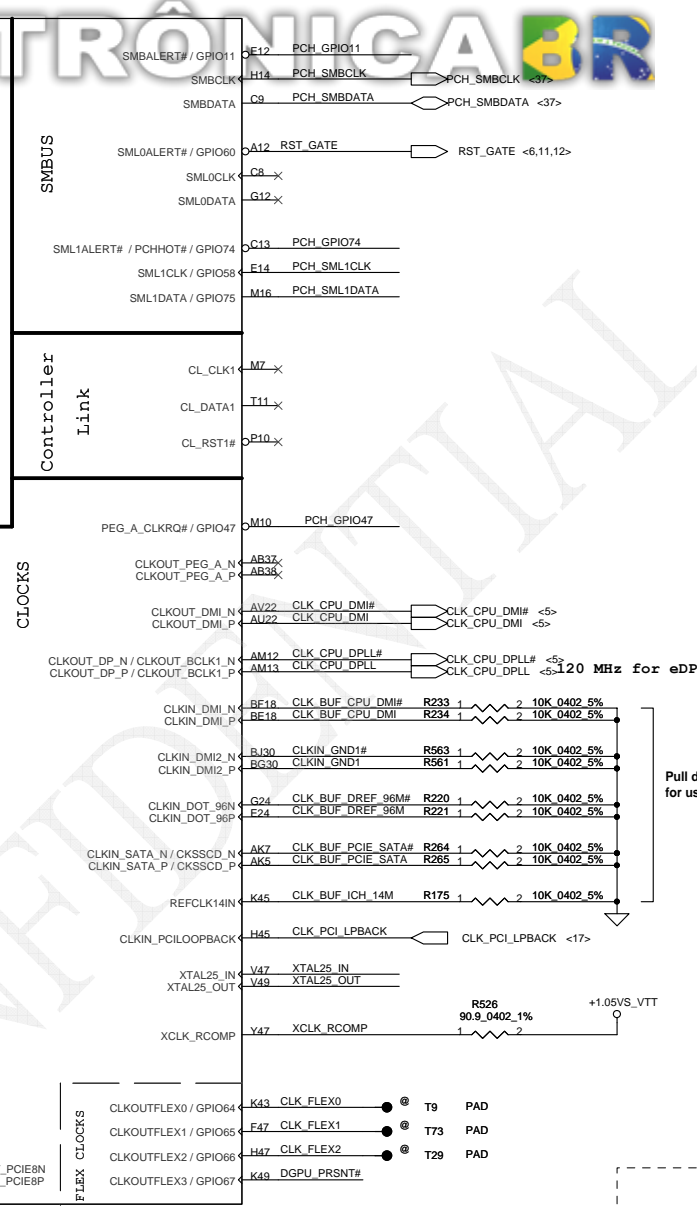 TRÔNICABR
SMBALERT# / GPIO11 E12 PCH_GPIO11
SMBCLK H14 PCH_SMBCLK PCH_SMBCLK <37>
SMBDATA C9 PCH_SMBDATA PCH_SMBDATA <37>
SMBUS
SML0ALERT# / GPIO60 A12 RST_GATE RST_GATE <6,11,12>
SML0CLK C8
SML0DATA G12
SML1ALERT# / PCHHOT# / GPIO74 C13 PCH_GPIO74
SML1CLK / GPIO58 E14 PCH_SML1CLK
SML1DATA / GPIO75 M16 PCH_SML1DATA
Controller
Link
CL_CLK1 M7
CL_DATA1 T11
CL_RST1# P10
CLOCKS
PEG_A_CLKRQ# / GPIO47 M10 PCH_GPIO47
CLKOUT_PEG_A_N AB37
CLKOUT_PEG_A_P AB38
CLKOUT_DMI_N AV22 CLK_CPU_DMI# CLK_CPU_DMI# <5>
CLKOUT_DMI_P AU22 CLK_CPU_DMI CLK_CPU_DMI <5>
CLKOUT_DP_N / CLKOUT_BCLK1_N AM12 CLK_CPU_DPLL# CLK_CPU_DPLL# <5>
CLKOUT_DP_P / CLKOUT_BCLK1_P AM13 CLK_CPU_DPLL CLK_CPU_DPLL <5>
120 MHz for eDP
CLKIN_DMI_N BF18 CLK_BUF_CPU_DMI# R233 1 2 10K_0402_5%
CLKIN_DMI_P BE18 CLK_BUF_CPU_DMI R234 1 2 10K_0402_5%
CLKIN_DMI2_N BJ30 CLKIN_GND1# R563 1 2 10K_0402_5%
CLKIN_DMI2_P BG30 CLKIN_GND1 R561 1 2 10K_0402_5%
Pull d
for us
CLKIN_DOT_96N G24 CLK_BUF_DREF_96M# R220 1 2 10K_0402_5%
CLKIN_DOT_96P E24 CLK_BUF_DREF_96M R221 1 2 10K_0402_5%
CLKIN_SATA_N / CKSSCD_N AK7 CLK_BUF_PCIE_SATA# R264 1 2 10K_0402_5%
CLKIN_SATA_P / CKSSCD_P AK5 CLK_BUF_PCIE_SATA R265 1 2 10K_0402_5%
REFCLK14IN K45 CLK_BUF_ICH_14M R175 1 2 10K_0402_5%
CLKIN_PCILOOPBACK H45 CLK_PCI_LPBACK CLK_PCI_LPBACK <17>
XTAL25_IN V47 XTAL25_IN
XTAL25_OUT V49 XTAL25_OUT
R526 +1.05VS_VTT
90.9_0402_1%
XCLK_RCOMP Y47 XCLK_RCOMP 1 2
FLEX CLOCKS
CLKOUTFLEX0 / GPIO64 K43 CLK_FLEX0 @ T9 PAD
CLKOUTFLEX1 / GPIO65 F47 CLK_FLEX1 @ T73 PAD
CLKOUTFLEX2 / GPIO66 H47 CLK_FLEX2 @ T29 PAD
CLKOUTFLEX3 / GPIO67 K49 DGPU_PRSNT#
_PCIE8N
_PCIE8P
NFIDENTIAL